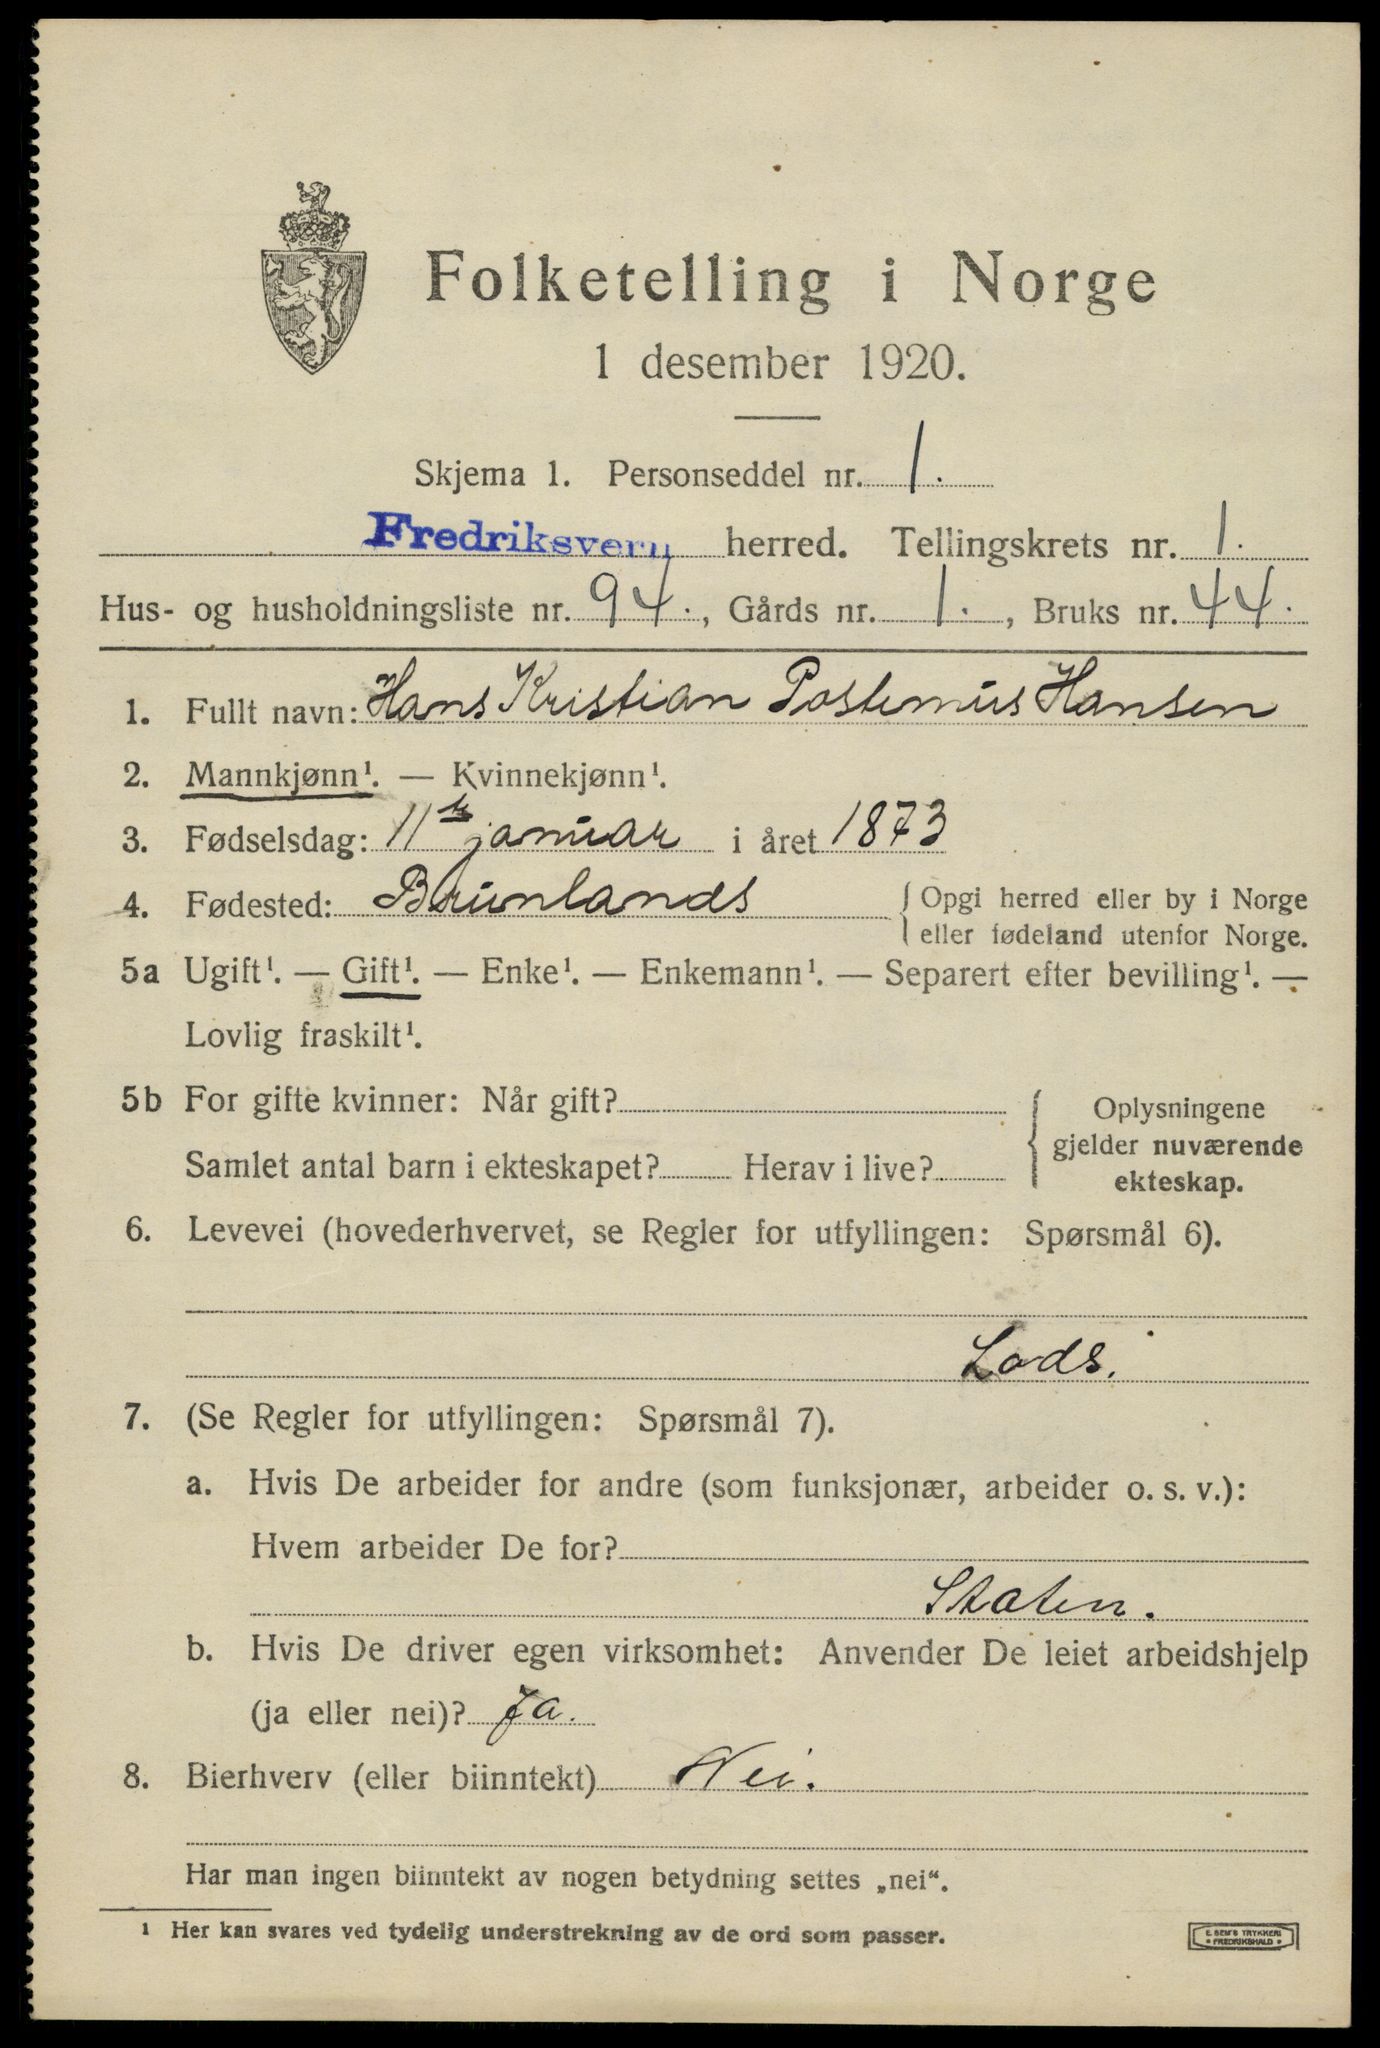 Folketelling i Norge
1 desember 1920.
Skjema 1. Personseddel nr. 1.
Fredriksvern herred. Tellingskrets nr. 1.
Hus- og husholdningsliste nr. 94., Gårds nr. 1., Bruks nr. 44.
1. Fullt navn: Hans Kristian Postemus Hansen
2. Mannkjønn¹. — Kvinnekjønn¹.
3. Fødselsdag: 11te januar i året 1873
4. Fødested: Brunlands { Opgi herred eller by i Norge
eller fødeland utenfor Norge.
5a Ugift¹. — Gift¹. — Enke¹. — Enkemann¹. — Separert efter bevilling¹. —
Lovlig fraskilt¹.
5b For gifte kvinner: Når gift? { Oplysningene
gjelder nuværende
Samlet antal barn i ekteskapet? Herav i live?
ekteskap.
6. Levevei (hovederhvervet, se Regler for utfyllingen: Spørsmål 6).
Lods.
7. (Se Regler for utfyllingen: Spørsmål 7).
a. Hvis De arbeider for andre (som funksjonær, arbeider o. s. v.):
Hvem arbeider De for?
Staten.
b. Hvis De driver egen virksomhet: Anvender De leiet arbeidshjelp
(ja eller nei)? Ja.
8. Bierhverv (eller biinntekt) Nei.
Har man ingen biinntekt av nogen betydning settes „nei“.
¹ Her kan svares ved tydelig understrekning av de ord som passer.
E. SEM'S TRYKKERI
* FREDRIKSHALD *